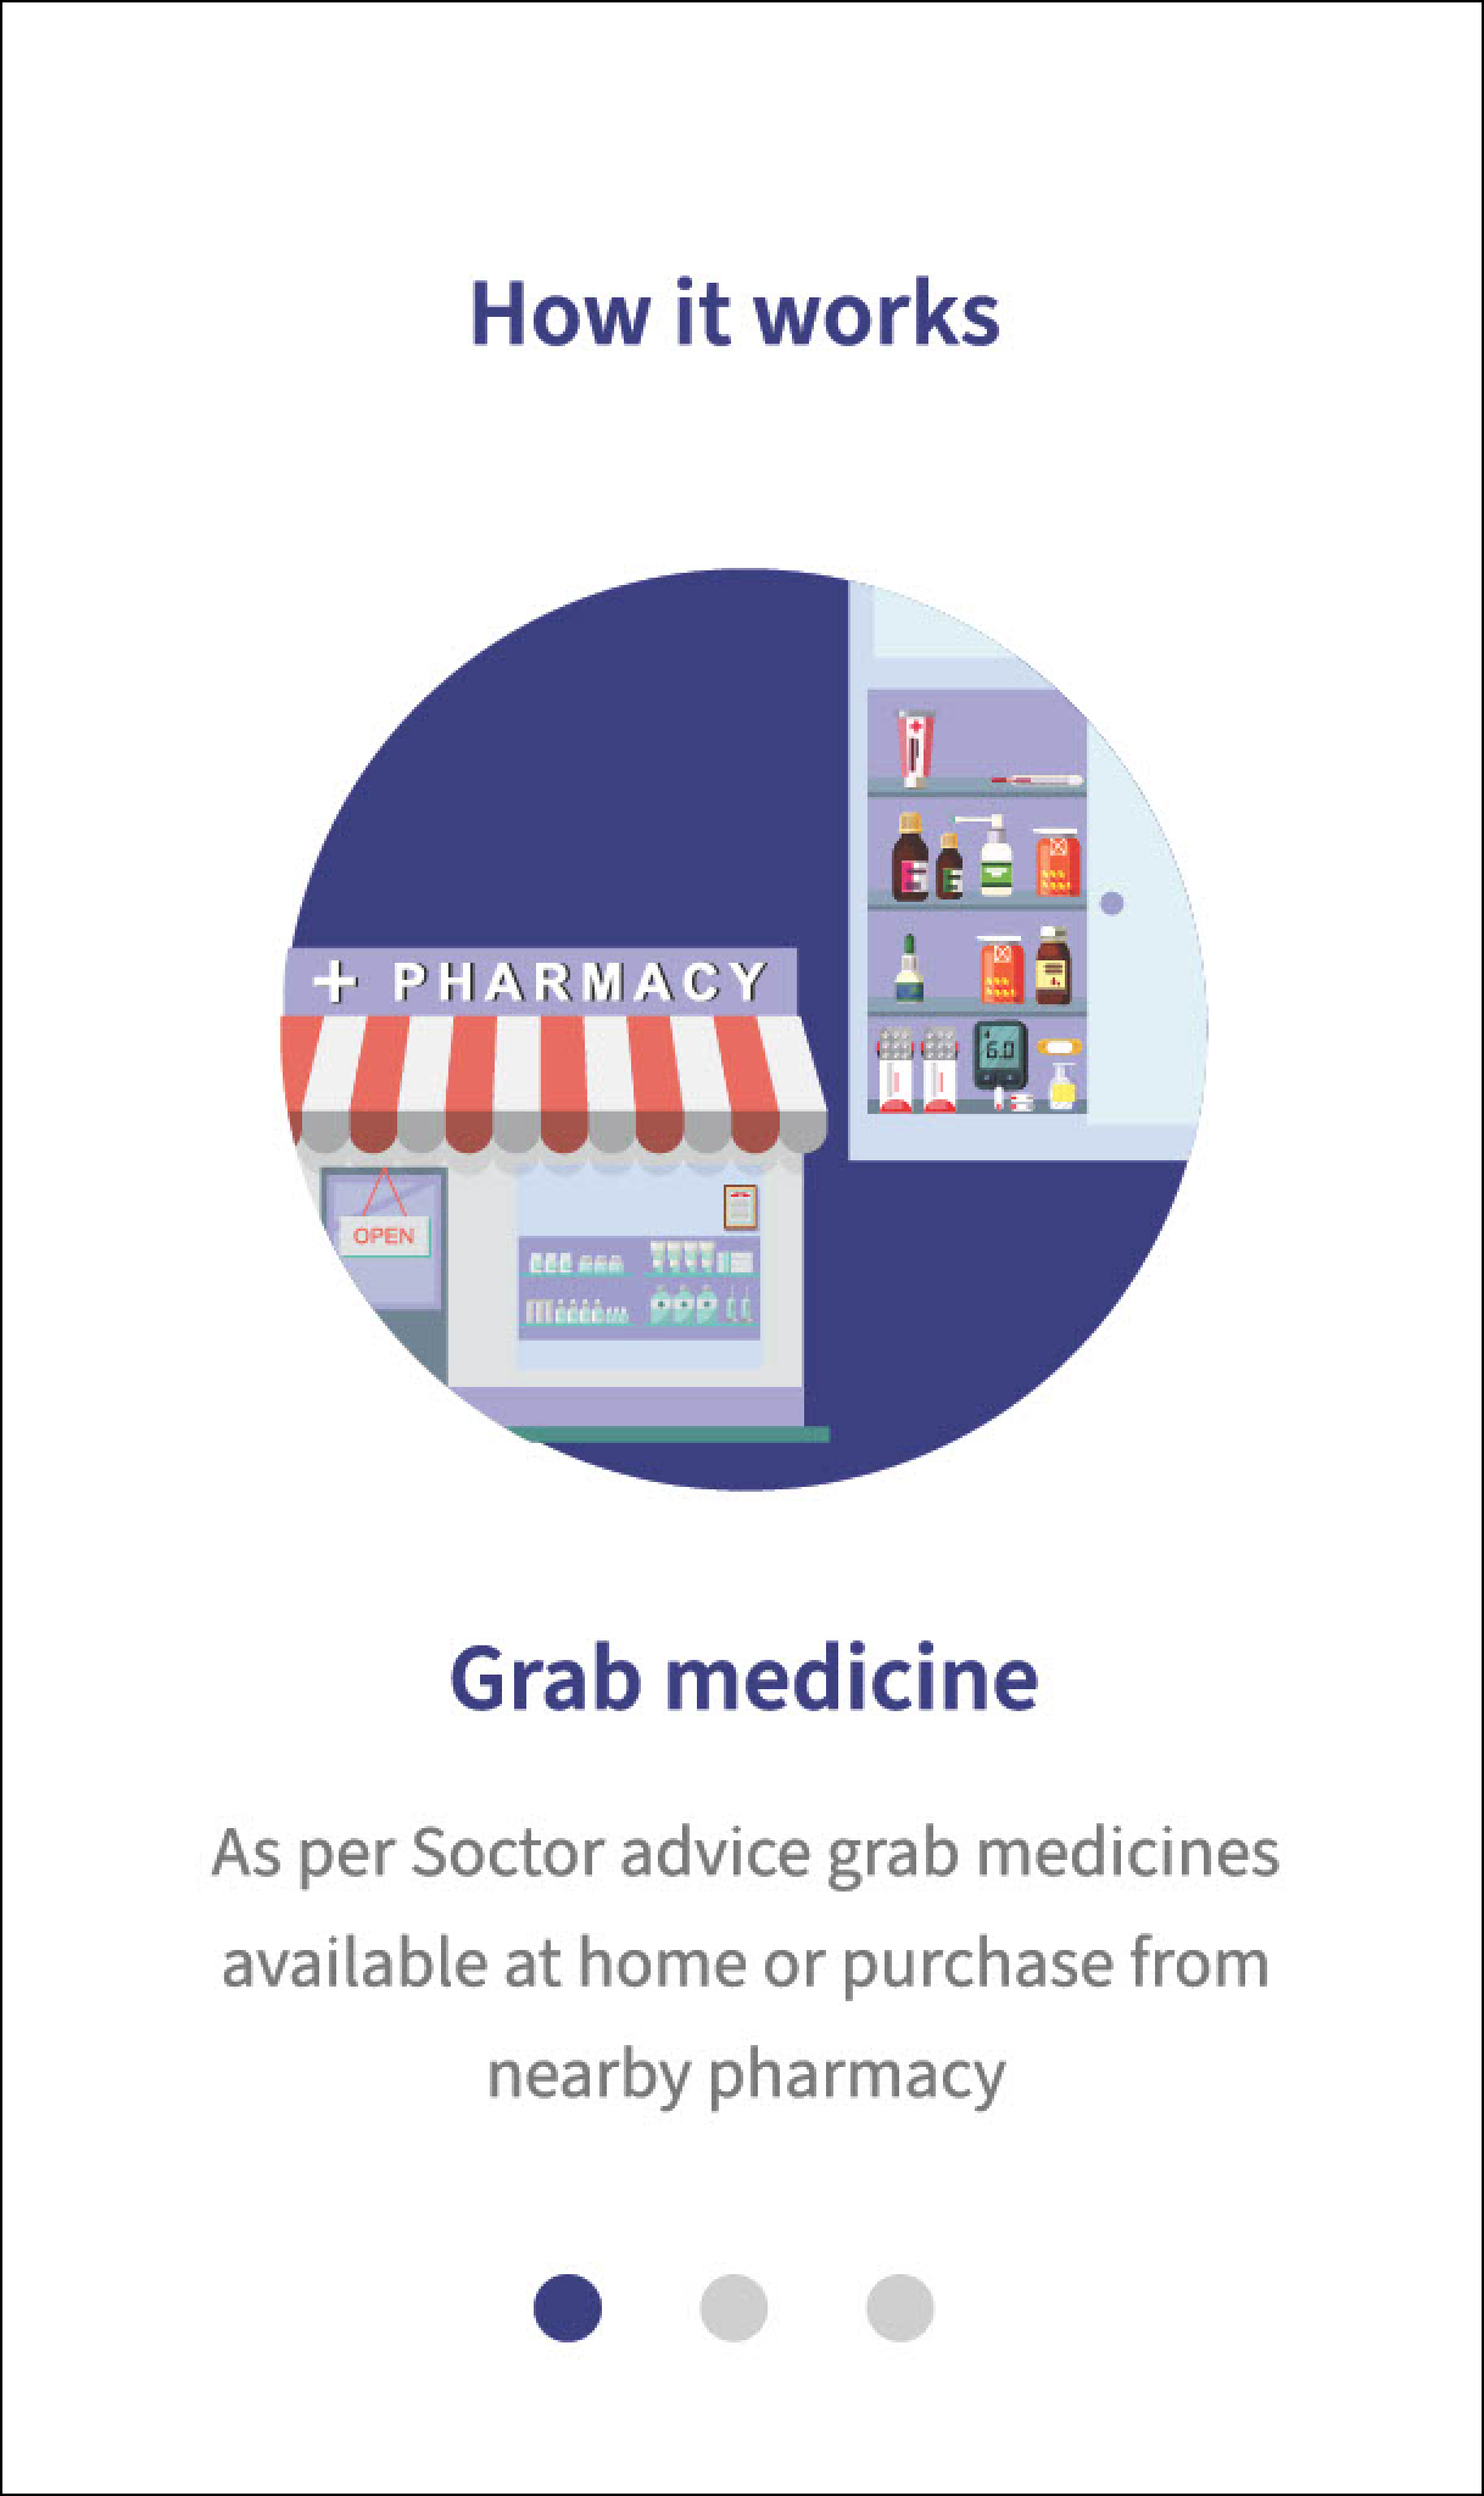 How it works
+ PHARMACY
OPEN
6.0
Grab medicine
As per Soctor advice grab medicines
available at home or purchase from
nearby pharmacy